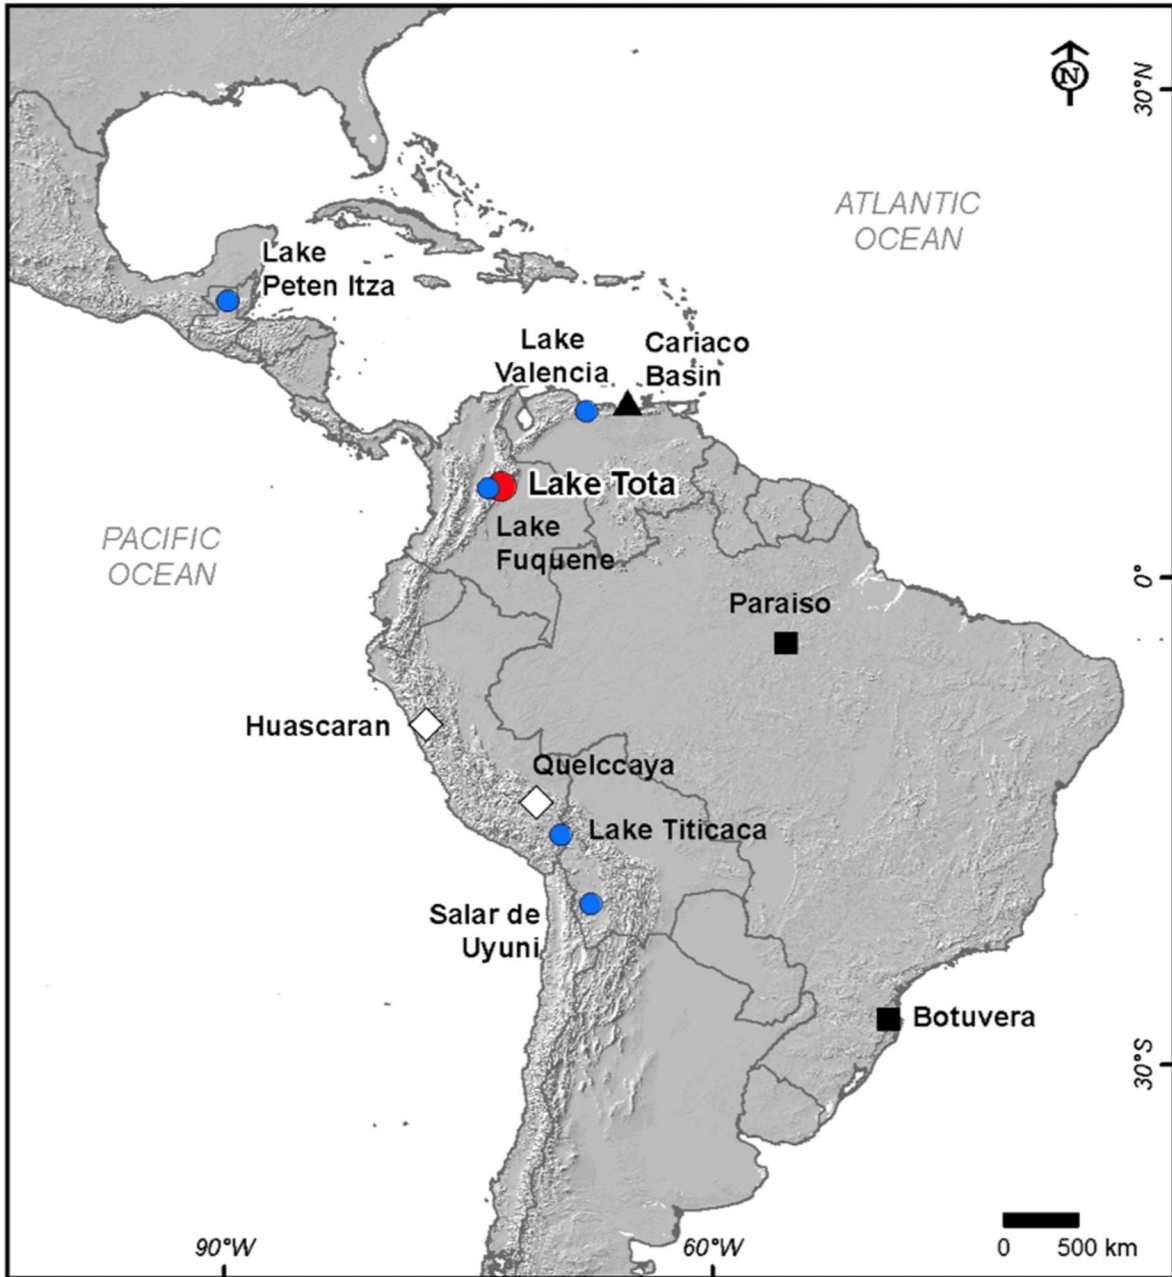 N
30°N
ATLANTIC
OCEAN
Lake
Peten Itza
Lake
Valencia
Cariaco
Basin
Lake Tota
Lake
Fuquene
PACIFIC
OCEAN
0°
Paraiso
Huascaran
Quelccaya
Lake Titicaca
Salar de
Uyuni
Botuvera
30°S
90°W
60°W
0 500 km